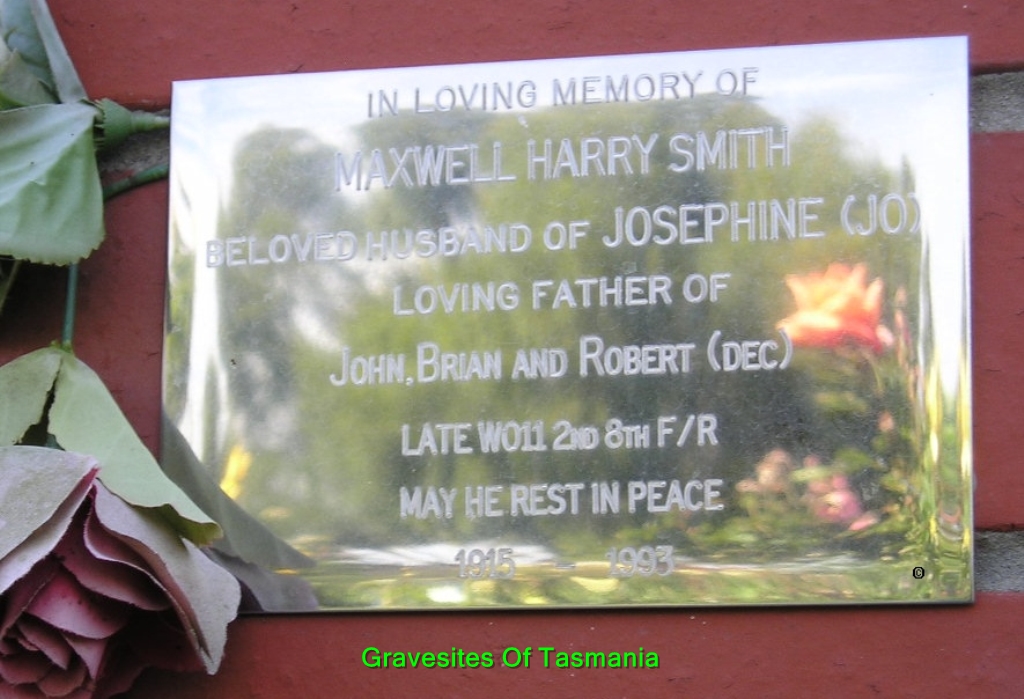 IN LOVING MEMORY OF
MAXWELL HARRY SMITH
BELOVED HUSBAND OF JOSEPHINE (JO)
LOVING FATHER OF
JOHN, BRIAN AND ROBERT (DEC)
LATE WO11 2ND 8TH F/R
MAY HE REST IN PEACE
1915 - 1993
©
Gravesites Of Tasmania